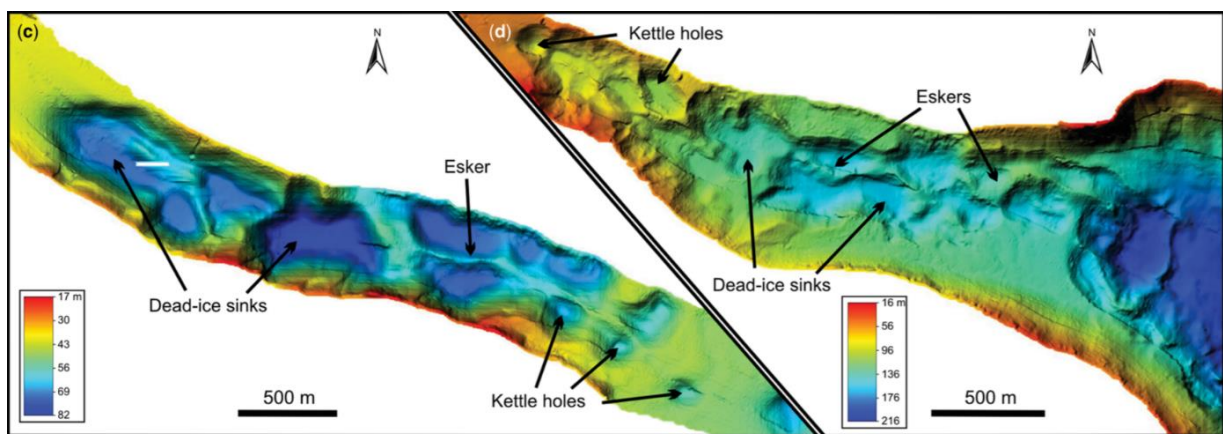 (c)
Esker
Dead-ice sinks
Kettle holes
17 m
30
43
56
69
82
500 m
(d)
Kettle holes
Eskers
Dead-ice sinks
16 m
56
96
136
176
216
500 m